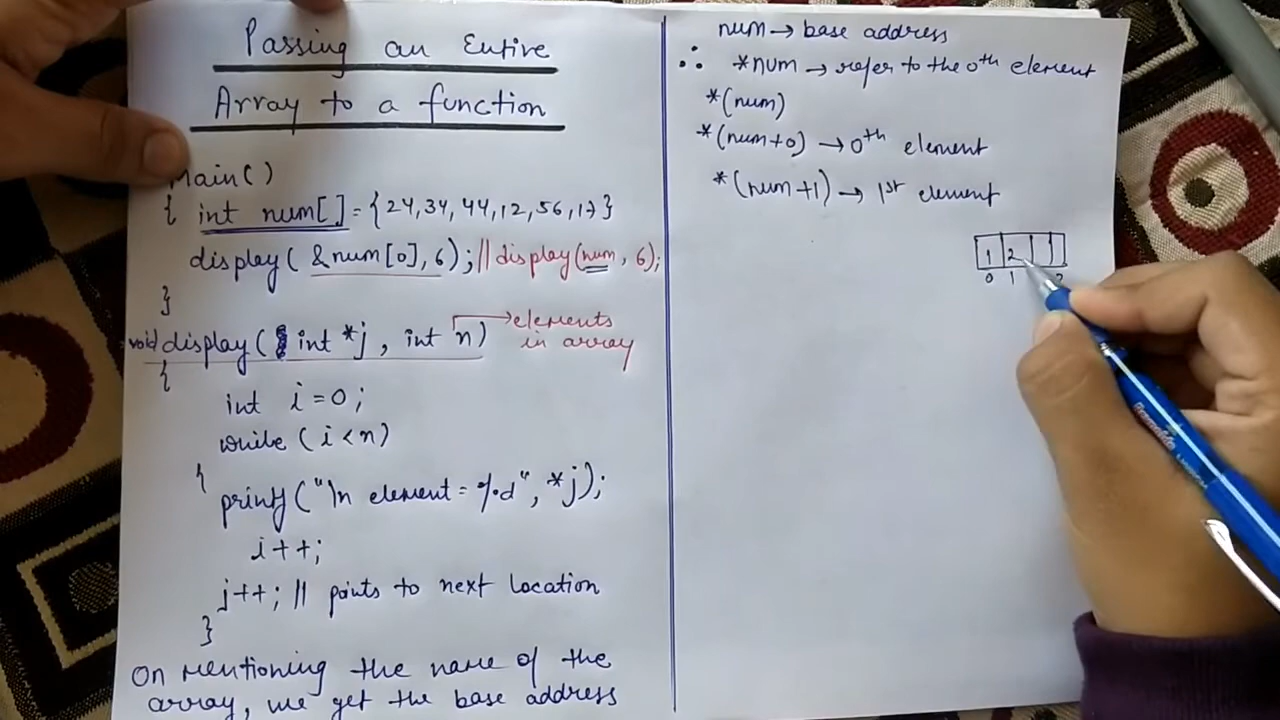 Passing an Entire
Array to a function
main()
{ int num[] = {24,34,44,12,56,17}
display( &num[0], 6); // display(num, 6);
}
void display( int *j, int n) → elements
in array
{
int i=0;
while (i<n)
{
printf("\n element = %d", *j);
i++;
j++; // points to next location
}
On mentioning the name of the
array, we get the base address
num → base address
∴ *num → refer to the 0th element
*(num)
*(num+0) → 0th element
*(num+1) → 1st element
1 2
0 1